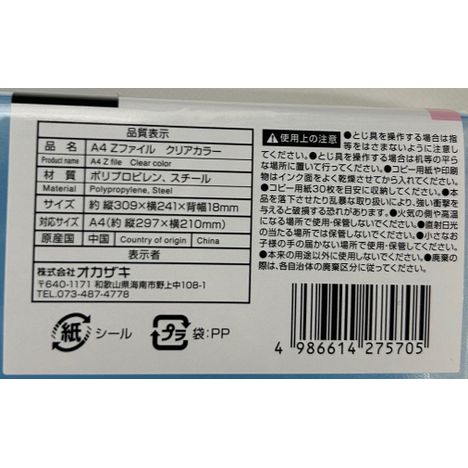 品質表示
品名 A4 Zファイル クリアカラー
Product name A4 Z file Clear color
材質 ポリプロピレン、スチール
Material Polypropylene, Steel
サイズ 約 縦309×横241×背幅18mm
対応サイズ A4(約 縦297×横210mm)
原産国 中国 Country of origin China
表示者
株式会社オカザキ
〒640-1171 和歌山県海南市野上中108-1
TEL.073-487-4778
紙 シール
プラ 袋:PP
使用上の注意 ●とじ具を操作する場合は指
等をはさまないように注意し
てください。●とじ具を操作する場合は机等の平ら
な場所に置いて行ってください。●コピー用紙や印刷
物はインク面をよく乾燥させてから入れてください。
●コピー用紙30枚を目安に収納してください。●本
品を落下させたり乱暴な取り扱いにより、強い衝撃を
与えると破損する恐れがあります。●火気の側や高温
になる場所で使用・保管しないでください。●直射日光
の当たる場所で保管しないでください。●小さなお
子様の手の届かない場所で使用・保管してください。
●本来の用途以外に使用しないでください。●廃棄の
際は、各自治体の廃棄区分に従ってください。
4 986614 275705